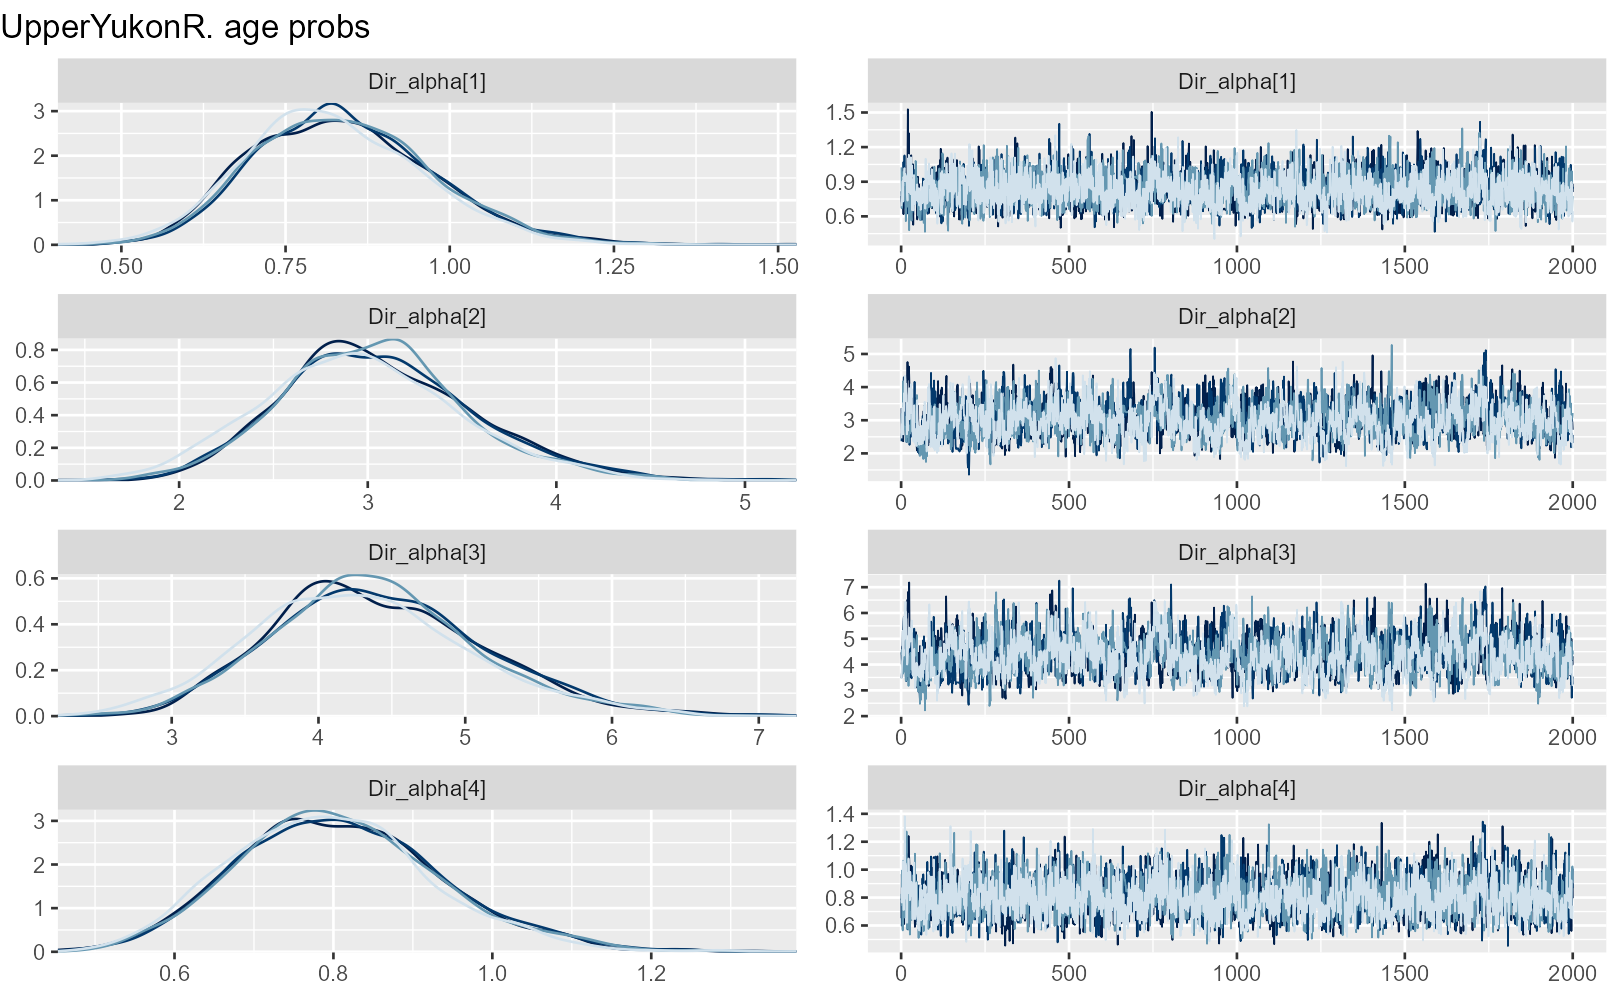 UpperYukonR. age probs
Dir_alpha[1] Dir_alpha[1]
3
2
1
0
0.50 0.75 1.00 1.25 1.50
1.5
1.2
0.9
0.6
0 500 1000 1500 2000
Dir_alpha[2] Dir_alpha[2]
0.8
0.6
0.4
0.2
0.0
2 3 4 5
5
4
3
2
0 500 1000 1500 2000
Dir_alpha[3] Dir_alpha[3]
0.6
0.4
0.2
0.0
3 4 5 6 7
7
6
5
4
3
2
0 500 1000 1500 2000
Dir_alpha[4] Dir_alpha[4]
3
2
1
0
0.6 0.8 1.0 1.2
1.4
1.2
1.0
0.8
0.6
0 500 1000 1500 2000